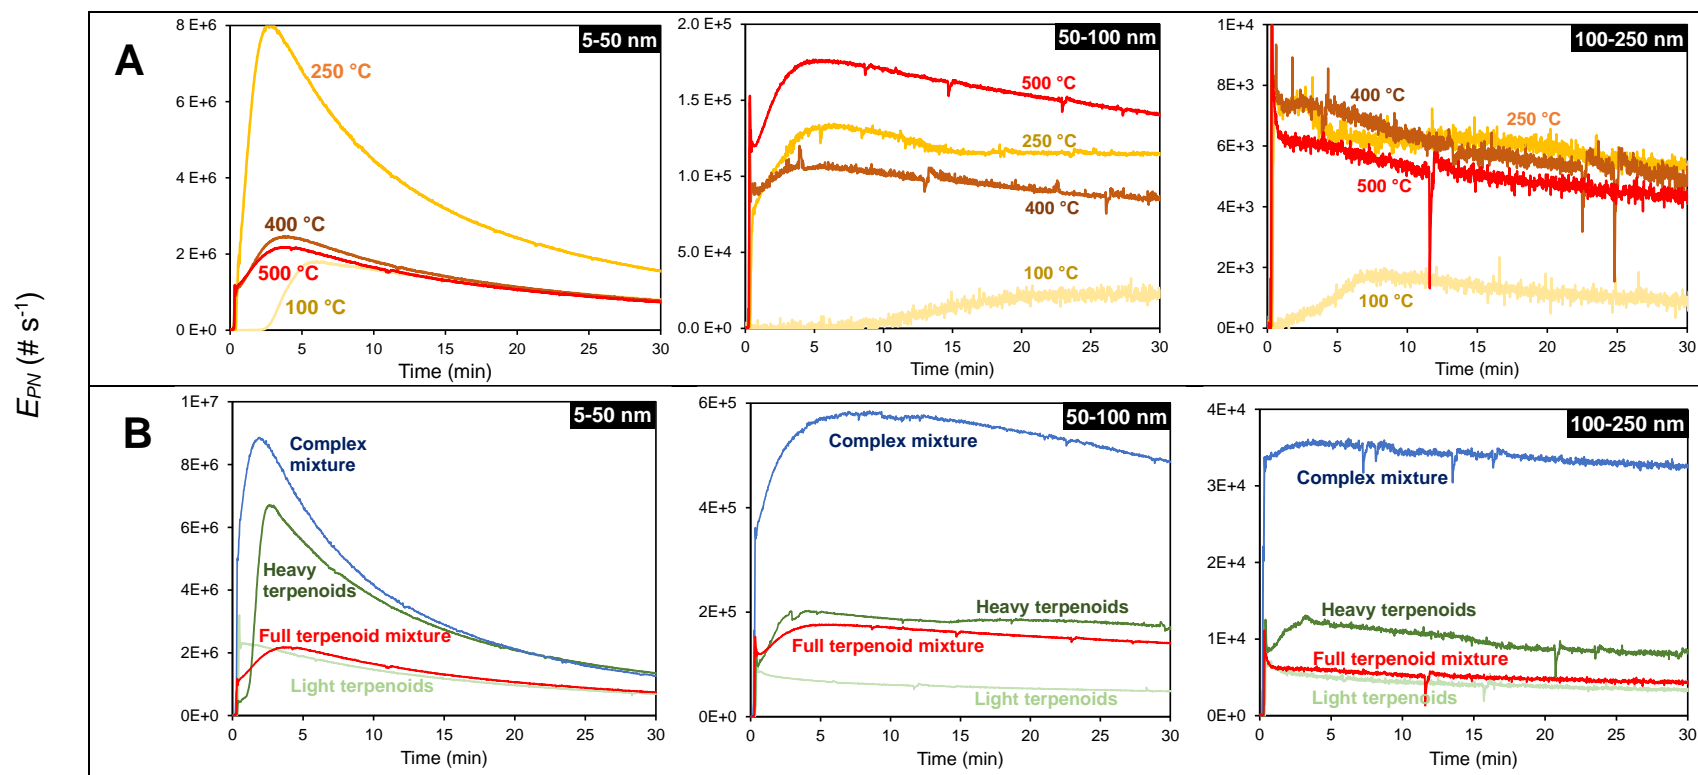 E_PN (# s^-1)
A
5-50 nm
8 E+6
6 E+6
4 E+6
2 E+6
0 E+0
250 °C
400 °C
500 °C
100 °C
0 5 10 15 20 25 30
Time (min)
50-100 nm
2.0 E+5
1.5 E+5
1.0 E+5
5.0 E+4
0.0 E+0
500 °C
250 °C
400 °C
100 °C
0 5 10 15 20 25 30
Time (min)
100-250 nm
1E+4
8E+3
6E+3
4E+3
2E+3
0E+0
400 °C
250 °C
500 °C
100 °C
0 5 10 15 20 25 30
Time (min)
B
5-50 nm
1E+7
8E+6
6E+6
4E+6
2E+6
0E+0
Complex
mixture
Heavy
terpenoids
Full terpenoid mixture
Light terpenoids
0 5 10 15 20 25 30
Time (min)
50-100 nm
6E+5
4E+5
2E+5
0E+0
Complex mixture
Heavy terpenoids
Full terpenoid mixture
Light terpenoids
0 5 10 15 20 25 30
Time (min)
100-250 nm
4E+4
3E+4
2E+4
1E+4
0E+0
Complex mixture
Heavy terpenoids
Full terpenoid mixture
Light terpenoids
0 5 10 15 20 25 30
Time (min)